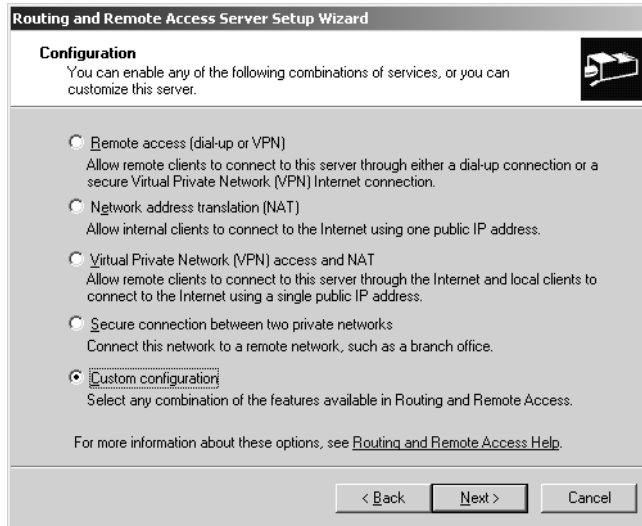 Routing and Remote Access Server Setup Wizard
Configuration
You can enable any of the following combinations of services, or you can
customize this server.
Remote access (dial-up or VPN)
Allow remote clients to connect to this server through either a dial-up connection or a
secure Virtual Private Network (VPN) Internet connection.
Network address translation (NAT)
Allow internal clients to connect to the Internet using one public IP address.
Virtual Private Network (VPN) access and NAT
Allow remote clients to connect to this server through the Internet and local clients to
connect to the Internet using a single public IP address.
Secure connection between two private networks
Connect this network to a remote network, such as a branch office.
Custom configuration
Select any combination of the features available in Routing and Remote Access.
For more information about these options, see Routing and Remote Access Help.
< Back Next > Cancel